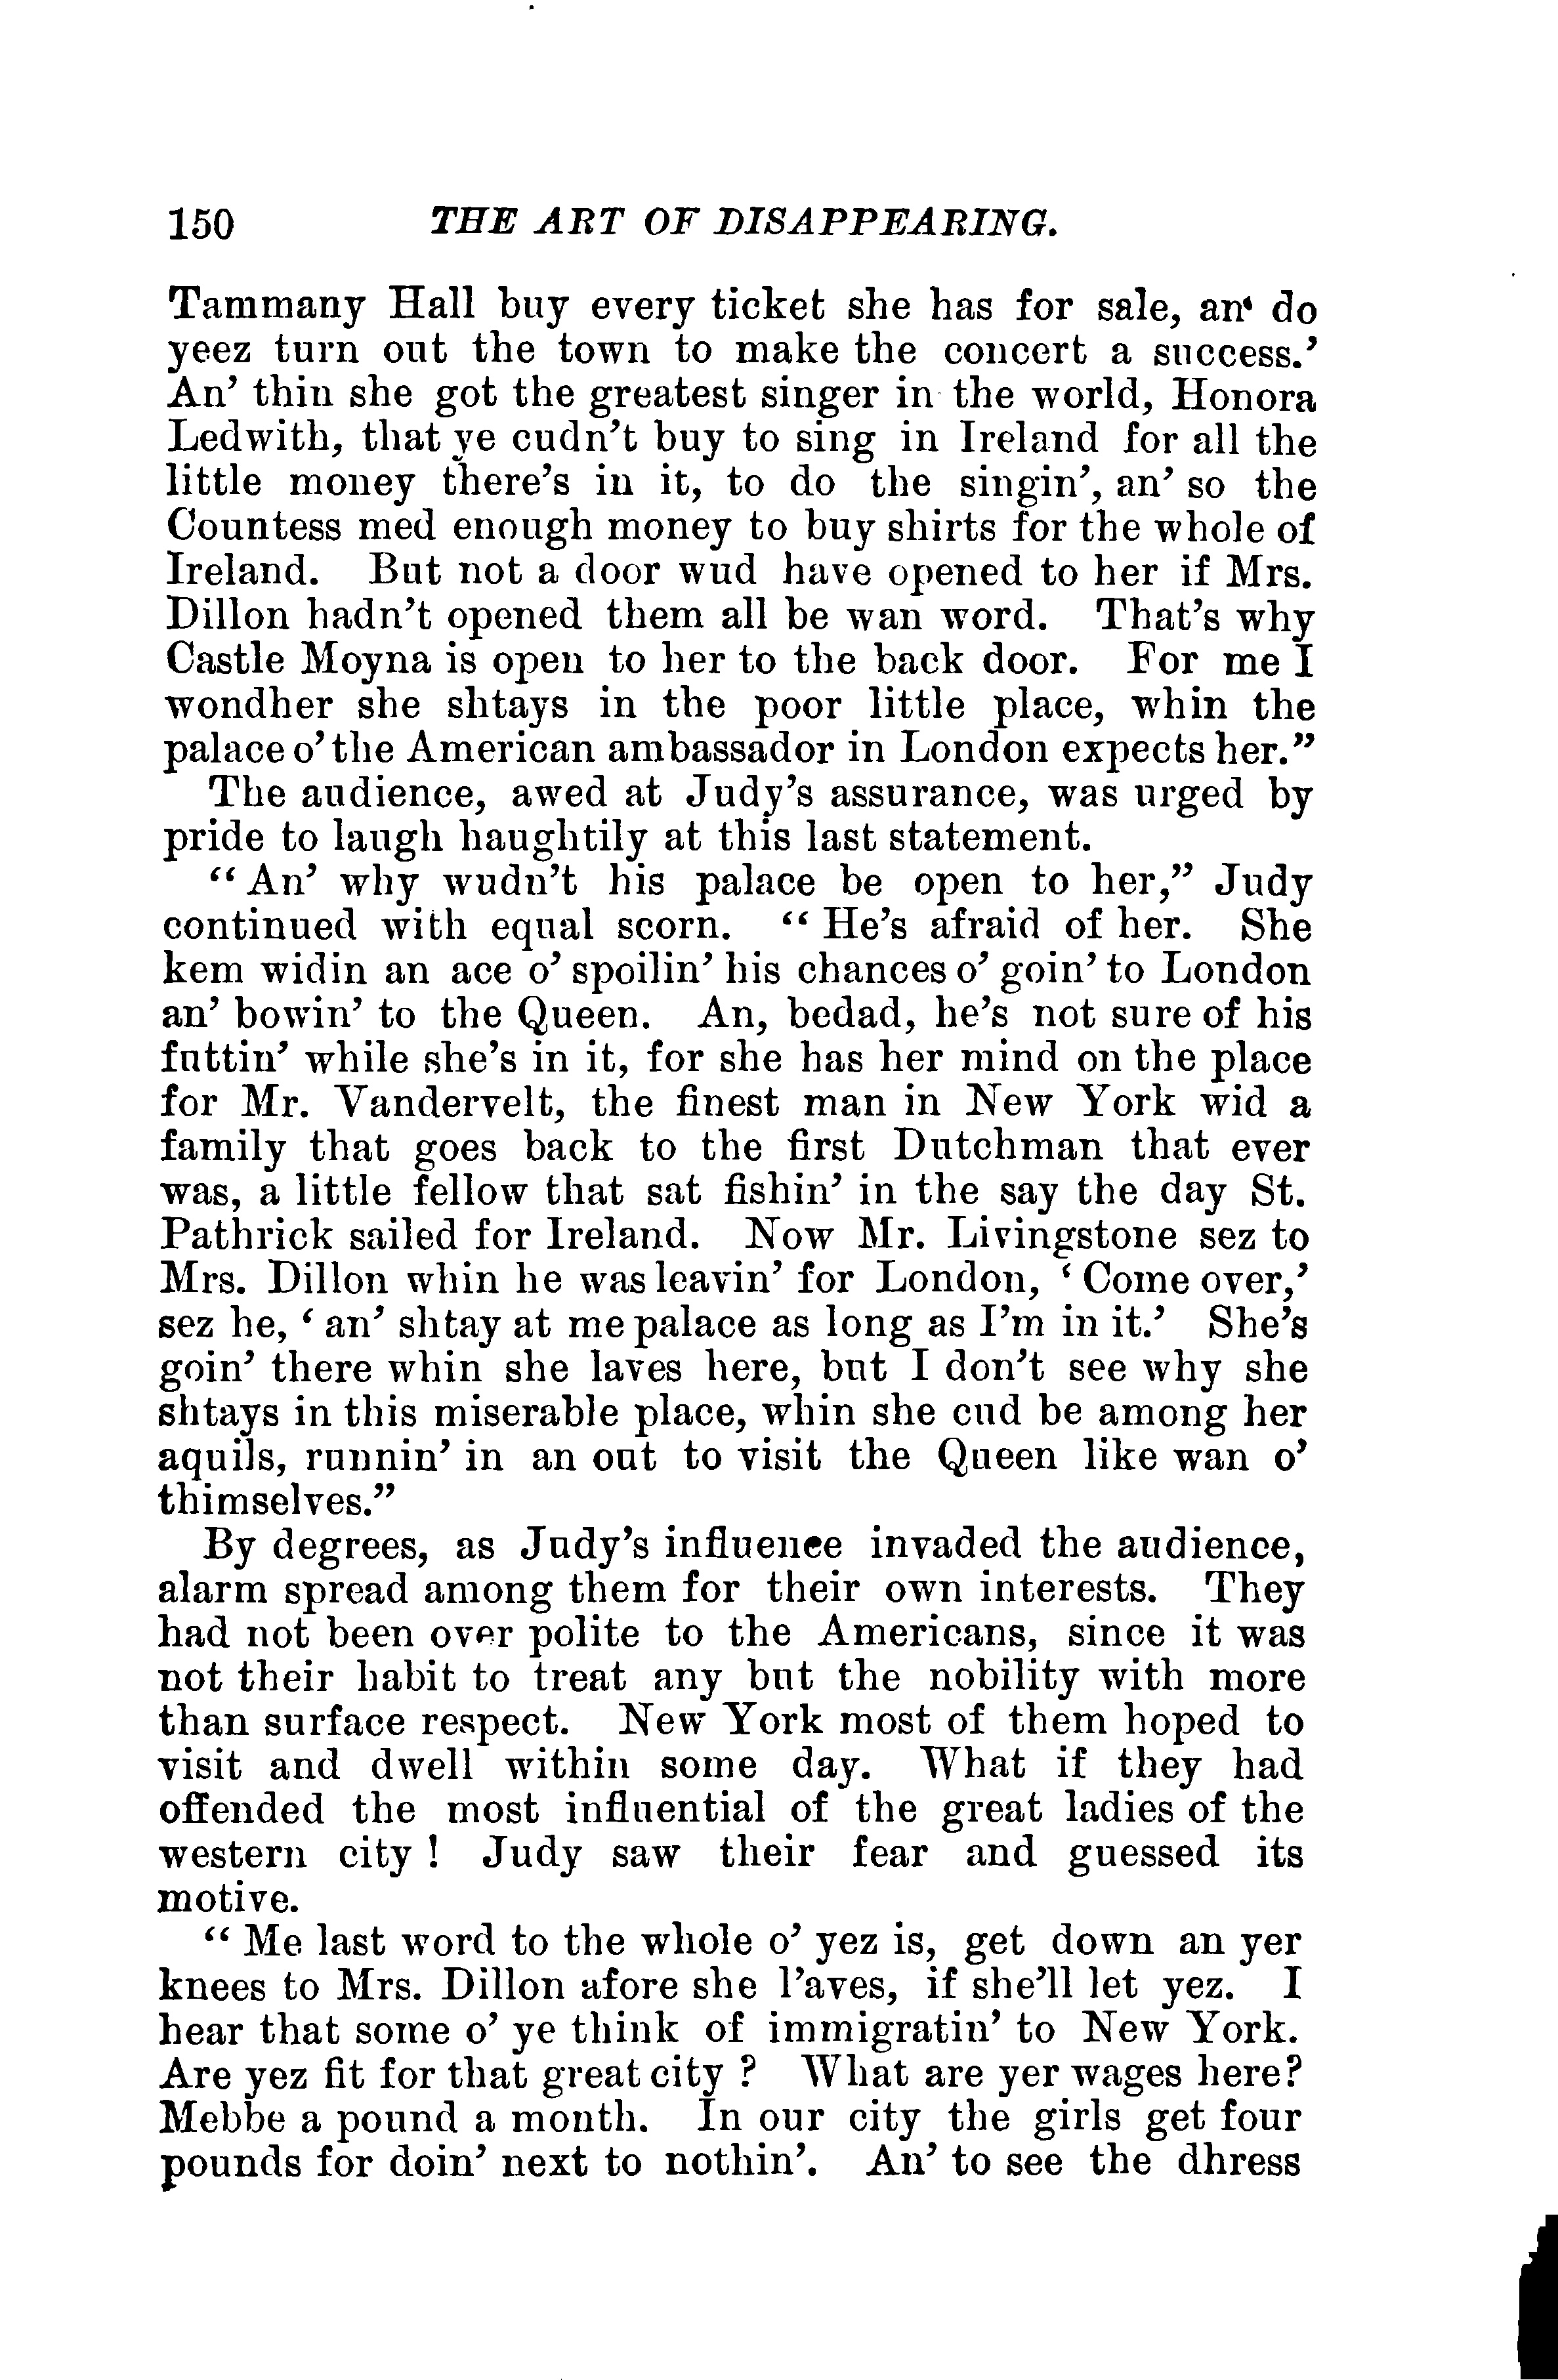 150 THE ART OF DISAPPEARING.
Tammany Hall buy every ticket she has for sale, an' do
yeez turn out the town to make the concert a success.'
An' thin she got the greatest singer in the world, Honora
Ledwith, that ye cudn't buy to sing in Ireland for all the
little money there's in it, to do the singin', an' so the
Countess med enough money to buy shirts for the whole of
Ireland. But not a door wud have opened to her if Mrs.
Dillon hadn't opened them all be wan word. That's why
Castle Moyna is open to her to the back door. For me I
wondher she shtays in the poor little place, whin the
palace o' the American ambassador in London expects her."
The audience, awed at Judy's assurance, was urged by
pride to laugh haughtily at this last statement.
"An' why wudn't his palace be open to her," Judy
continued with equal scorn. "He's afraid of her. She
kem widin an ace o' spoilin' his chances o' goin' to London
an' bowin' to the Queen. An, bedad, he's not sure of his
futtin' while she's in it, for she has her mind on the place
for Mr. Vandervelt, the finest man in New York wid a
family that goes back to the first Dutchman that ever
was, a little fellow that sat fishin' in the say the day St.
Pathrick sailed for Ireland. Now Mr. Livingstone sez to
Mrs. Dillon whin he was leavin' for London, 'Come over,'
sez he, 'an' shtay at me palace as long as I'm in it.' She's
goin' there whin she laves here, but I don't see why she
shtays in this miserable place, whin she cud be among her
aquils, runnin' in an out to visit the Queen like wan o'
thimselves."
By degrees, as Judy's influence invaded the audience,
alarm spread among them for their own interests. They
had not been over polite to the Americans, since it was
not their habit to treat any but the nobility with more
than surface respect. New York most of them hoped to
visit and dwell within some day. What if they had
offended the most influential of the great ladies of the
western city! Judy saw their fear and guessed its
motive.
"Me last word to the whole o' yez is, get down an yer
knees to Mrs. Dillon afore she l'aves, if she'll let yez. I
hear that some o' ye think of immigratin' to New York.
Are yez fit for that great city? What are yer wages here?
Mebbe a pound a month. In our city the girls get four
pounds for doin' next to nothin'. An' to see the dhress